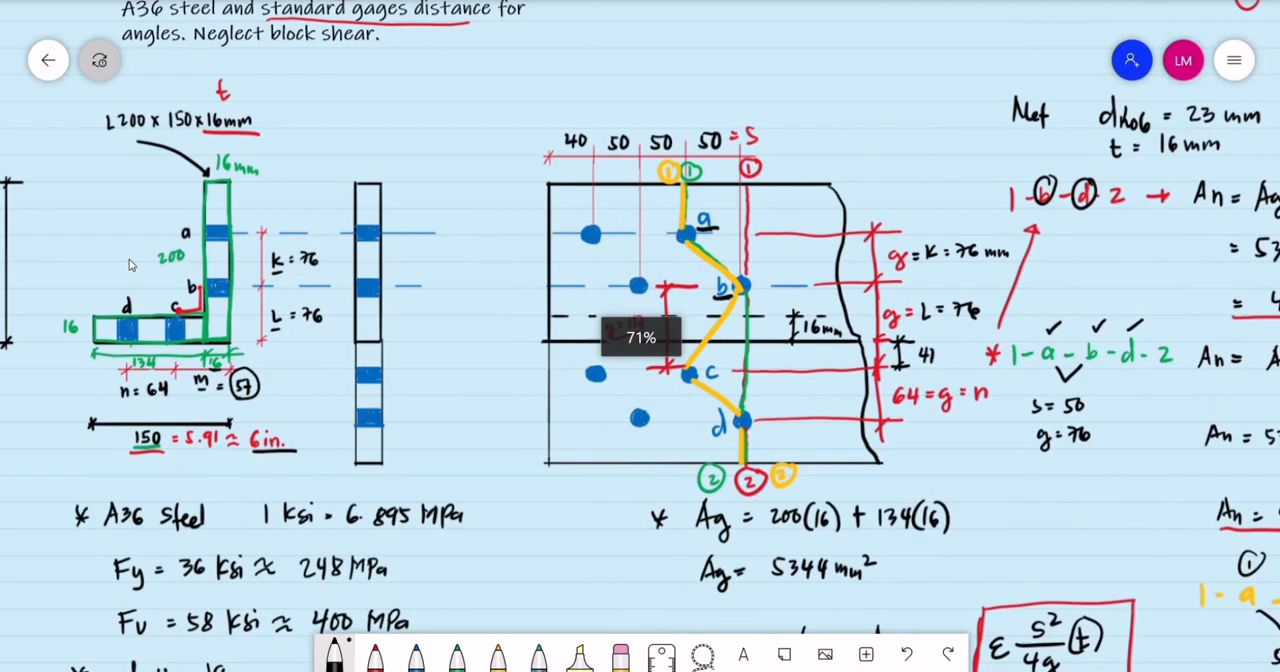 A36 steel and standard gages distance for
angles. Neglect block shear.
LM
t
L200 x 150 x 16mm
16mm
a
200
k = 76
b
d
c
16
L = 76
134
16
n = 64
m = 57
150 = 5.91 ≈ 6in.
40 50 50 50 = S
1 1 1
a
b
c
d
2 2 2
g = k = 76 mm
g = L = 76
16mm
41
64 = g = n
71%
Net dhole = 23 mm
t = 16mm
1 - b - d - 2 → An = Ag
= 53
= 4
* 1 - a - b - d - 2 An =
s = 50
g = 76
An = 5
An =
1
1 - a -
* A36 steel 1 ksi = 6.895 MPa
Fy = 36 ksi ≈ 248 MPa
Fu = 58 ksi ≈ 400 MPa
* Ag = 200(16) + 134(16)
Ag = 5344 mm²
Σ s²/4g (t)
A